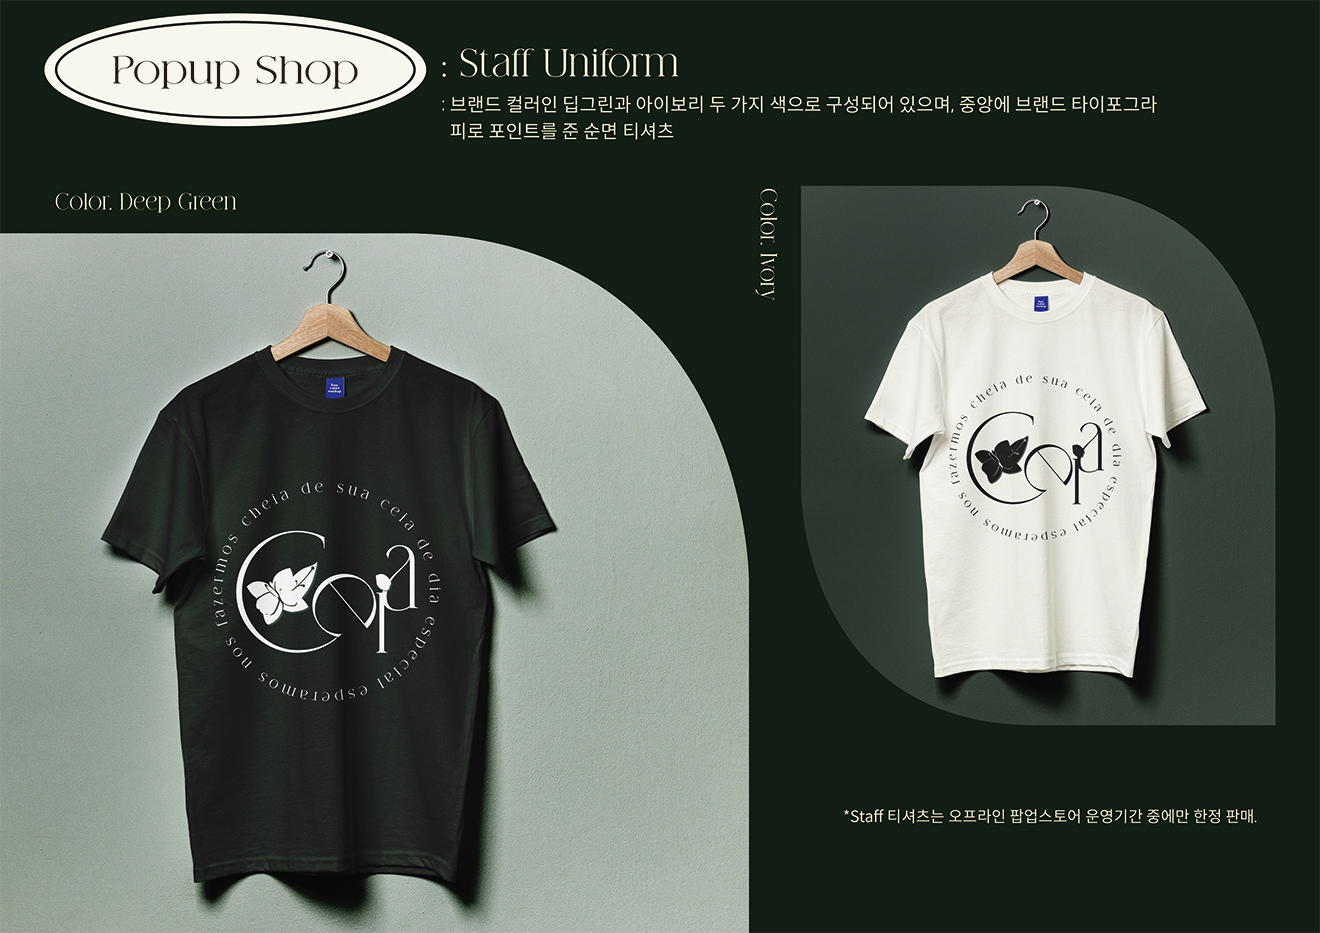 Popup Shop
: Staff Uniform
: 브랜드 컬러인 딥그린과 아이보리 두 가지 색으로 구성되어 있으며, 중앙에 브랜드 타이포그라
피로 포인트를 준 순면 티셔츠
Color. Deep Green
Color. Ivory
esperamos nos fazermos cheia de sua ceia de dia especial
Ceia
esperamos nos fazermos cheia de sua ceia de dia especial
Ceia
*Staff 티셔츠는 오프라인 팝업스토어 운영기간 중에만 한정 판매.